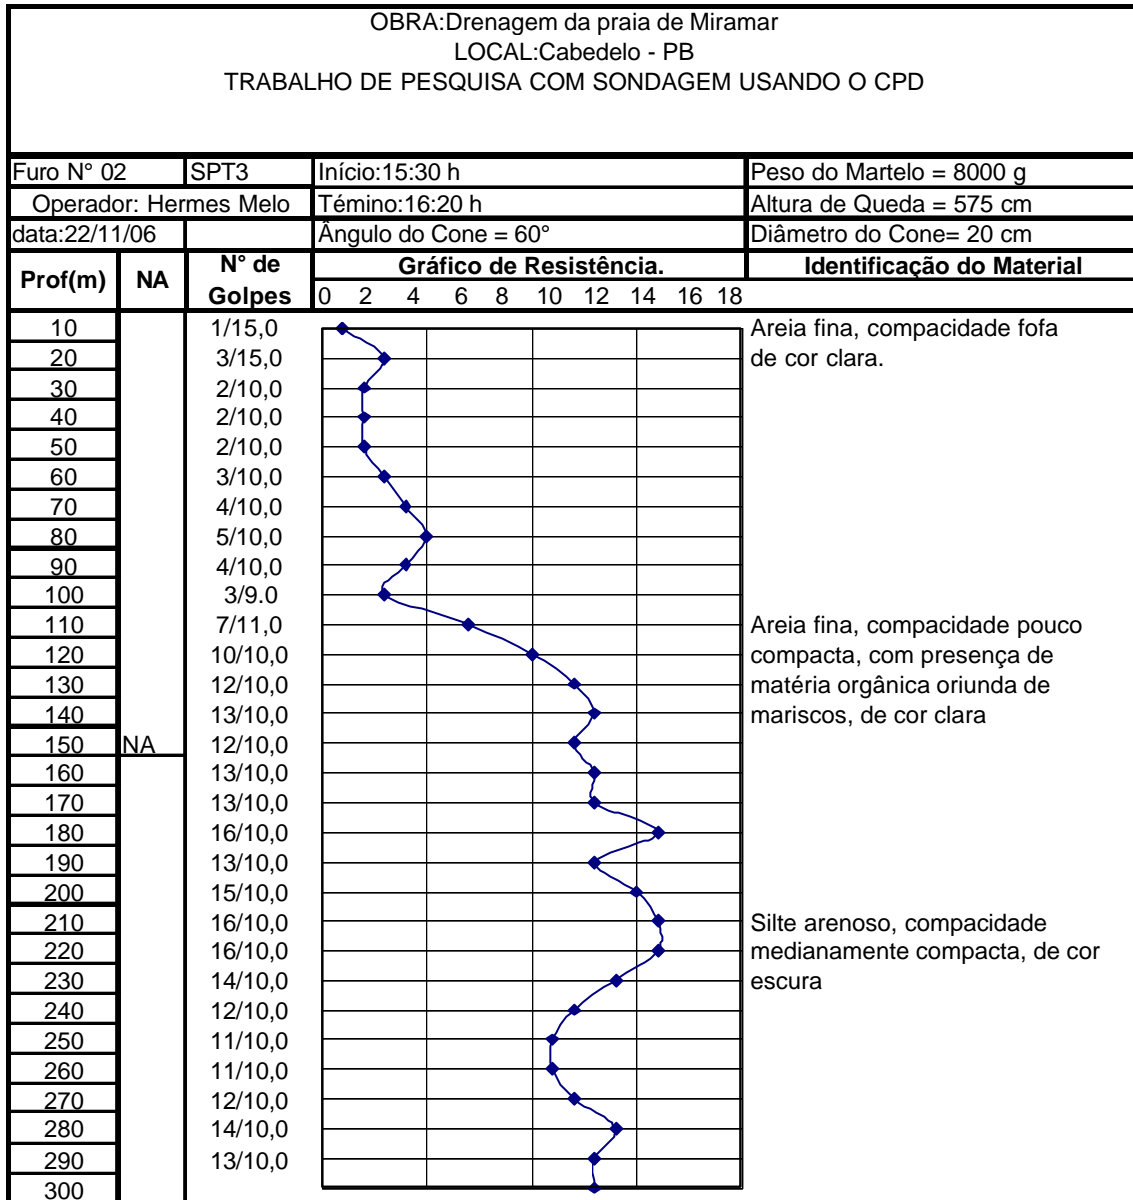 OBRA:Drenagem da praia de Miramar
LOCAL:Cabedelo - PB
TRABALHO DE PESQUISA COM SONDAGEM USANDO O CPD
Furo N° 02 SPT3 Início:15:30 h Peso do Martelo = 8000 g
Operador: Hermes Melo Témino:16:20 h Altura de Queda = 575 cm
data:22/11/06 Ângulo do Cone = 60° Diâmetro do Cone= 20 cm
Prof(m) NA N° de Golpes Gráfico de Resistência. Identificação do Material
0 2 4 6 8 10 12 14 16 18
10 1/15,0 Areia fina, compacidade fofa
20 3/15,0 de cor clara.
30 2/10,0
40 2/10,0
50 2/10,0
60 3/10,0
70 4/10,0
80 5/10,0
90 4/10,0
100 3/9.0
110 7/11,0 Areia fina, compacidade pouco
120 10/10,0 compacta, com presença de
130 12/10,0 matéria orgânica oriunda de
140 13/10,0 mariscos, de cor clara
150 NA 12/10,0
160 13/10,0
170 13/10,0
180 16/10,0
190 13/10,0
200 15/10,0
210 16/10,0 Silte arenoso, compacidade
220 16/10,0 medianamente compacta, de cor
230 14/10,0 escura
240 12/10,0
250 11/10,0
260 11/10,0
270 12/10,0
280 14/10,0
290 13/10,0
300